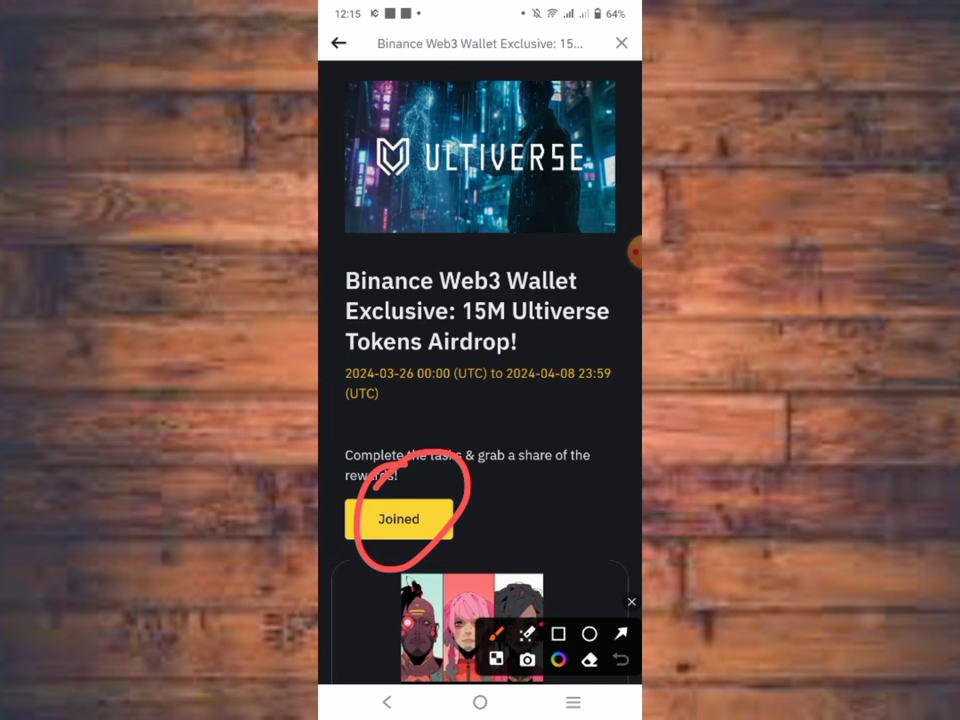 12:15
64%
Binance Web3 Wallet Exclusive: 15...
ULTIVERSE
Binance Web3 Wallet
Exclusive: 15M Ultiverse
Tokens Airdrop!
2024-03-26 00:00 (UTC) to 2024-04-08 23:59
(UTC)
Complete the tasks & grab a share of the
rewards!
Joined